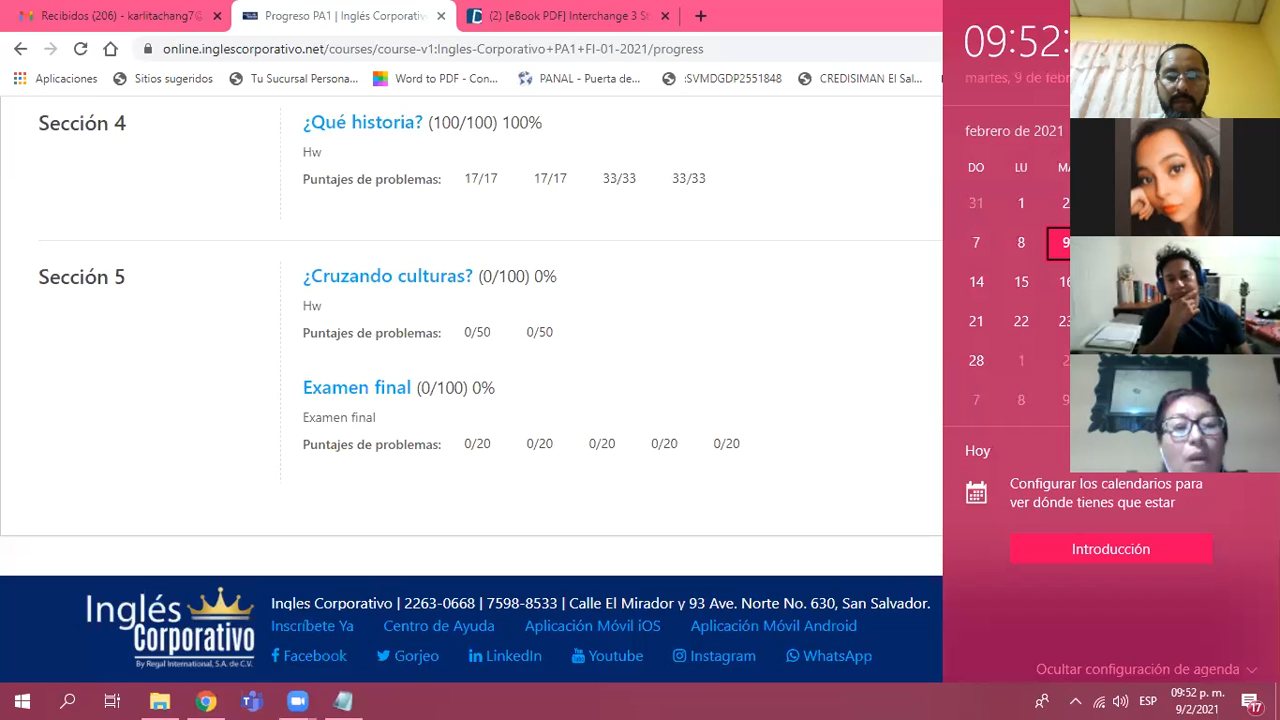 Recibidos (206) - karlitachang7@
Progreso PA1 | Inglés Corporativo
(2) [eBook PDF] Interchange 3 St
online.inglescorporativo.net/courses/course-v1:Ingles-Corporativo+PA1+FI-01-2021/progress
Aplicaciones
Sitios sugeridos
Tu Sucursal Persona...
Word to PDF - Con...
PANAL - Puerta de...
:SVMDGDP2551848
CREDISIMAN El Sal...
Sección 4
¿Qué historia? (100/100) 100%
Hw
Puntajes de problemas: 17/17 17/17 33/33 33/33
Sección 5
¿Cruzando culturas? (0/100) 0%
Hw
Puntajes de problemas: 0/50 0/50
Examen final (0/100) 0%
Examen final
Puntajes de problemas: 0/20 0/20 0/20 0/20 0/20
Inglés
Corporativo
By Regal International, S.A. de C.V.
Ingles Corporativo | 2263-0668 | 7598-8533 | Calle El Mirador y 93 Ave. Norte No. 630, San Salvador.
Inscríbete Ya Centro de Ayuda Aplicación Móvil iOS Aplicación Móvil Android
Facebook Gorjeo LinkedIn Youtube Instagram WhatsApp
09:52:
martes, 9 de febr
febrero de 2021
DO LU MA
31 1 2
7 8 9
14 15 16
21 22 23
28 1 2
7 8 9
Hoy
Configurar los calendarios para
ver dónde tienes que estar
Introducción
Ocultar configuración de agenda
ESP
09:52 p. m.
9/2/2021
17